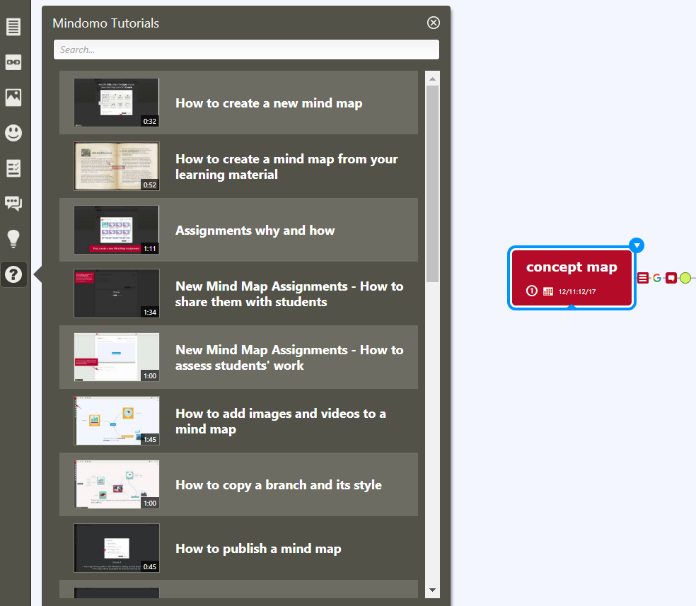 Mindomo Tutorials
Search...
0:32
How to create a new mind map
0:52
How to create a mind map from your
learning material
1:11
Assignments why and how
1:34
New Mind Map Assignments - How to
share them with students
1:00
New Mind Map Assignments - How to
assess students' work
1:45
How to add images and videos to a
mind map
1:00
How to copy a branch and its style
0:45
How to publish a mind map
concept map
12/11:12/17